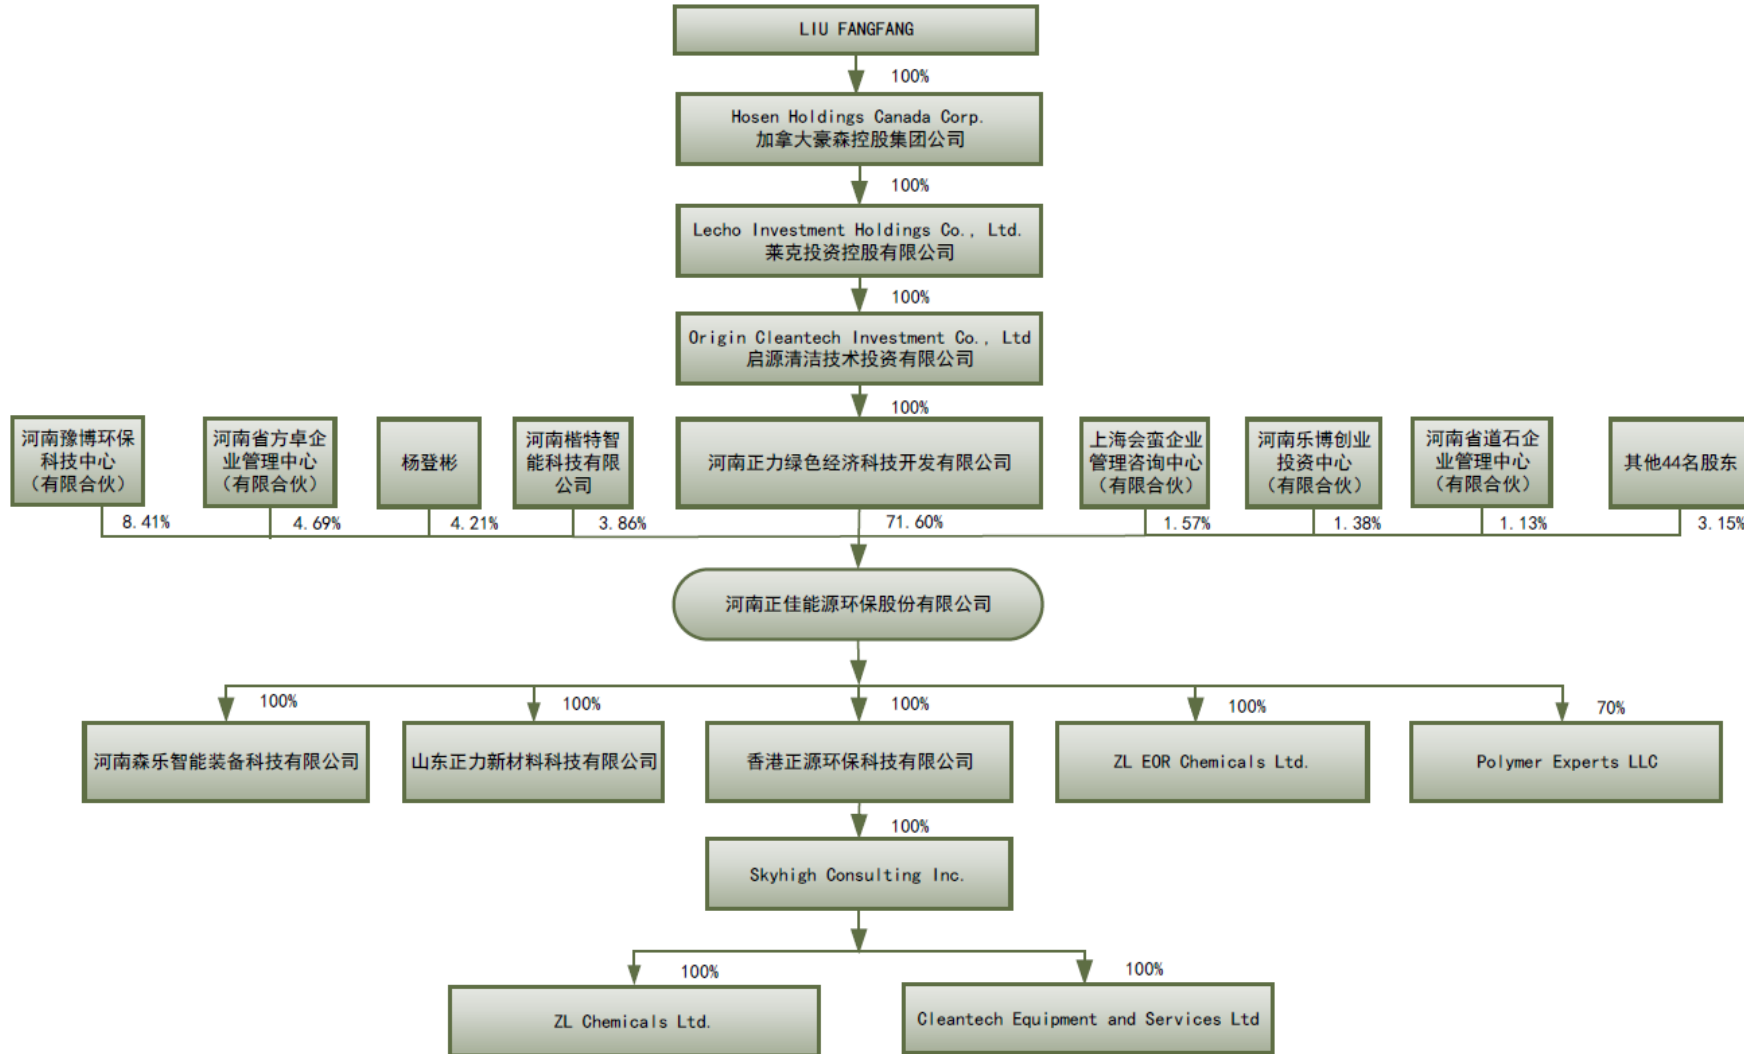 LIU FANGFANG
100%
Hosen Holdings Canada Corp.
加拿大豪森控股集团公司
100%
Lecho Investment Holdings Co., Ltd.
莱克投资控股有限公司
100%
Origin Cleantech Investment Co., Ltd
启源清洁技术投资有限公司
100%
河南豫博环保
科技中心
（有限合伙）
河南省方卓企
业管理中心
（有限合伙）
杨登彬
河南楷特智
能科技有限
公司
河南正力绿色经济科技开发有限公司
上海会蛮企业
管理咨询中心
（有限合伙）
河南乐博创业
投资中心
（有限合伙）
河南省道石企
业管理中心
（有限合伙）
其他44名股东
8.41%
4.69%
4.21%
3.86%
71.60%
1.57%
1.38%
1.13%
3.15%
河南正佳能源环保股份有限公司
100%
100%
100%
100%
70%
河南森乐智能装备科技有限公司
山东正力新材料科技有限公司
香港正源环保科技有限公司
ZL EOR Chemicals Ltd.
Polymer Experts LLC
100%
Skyhigh Consulting Inc.
100%
100%
ZL Chemicals Ltd.
Cleantech Equipment and Services Ltd